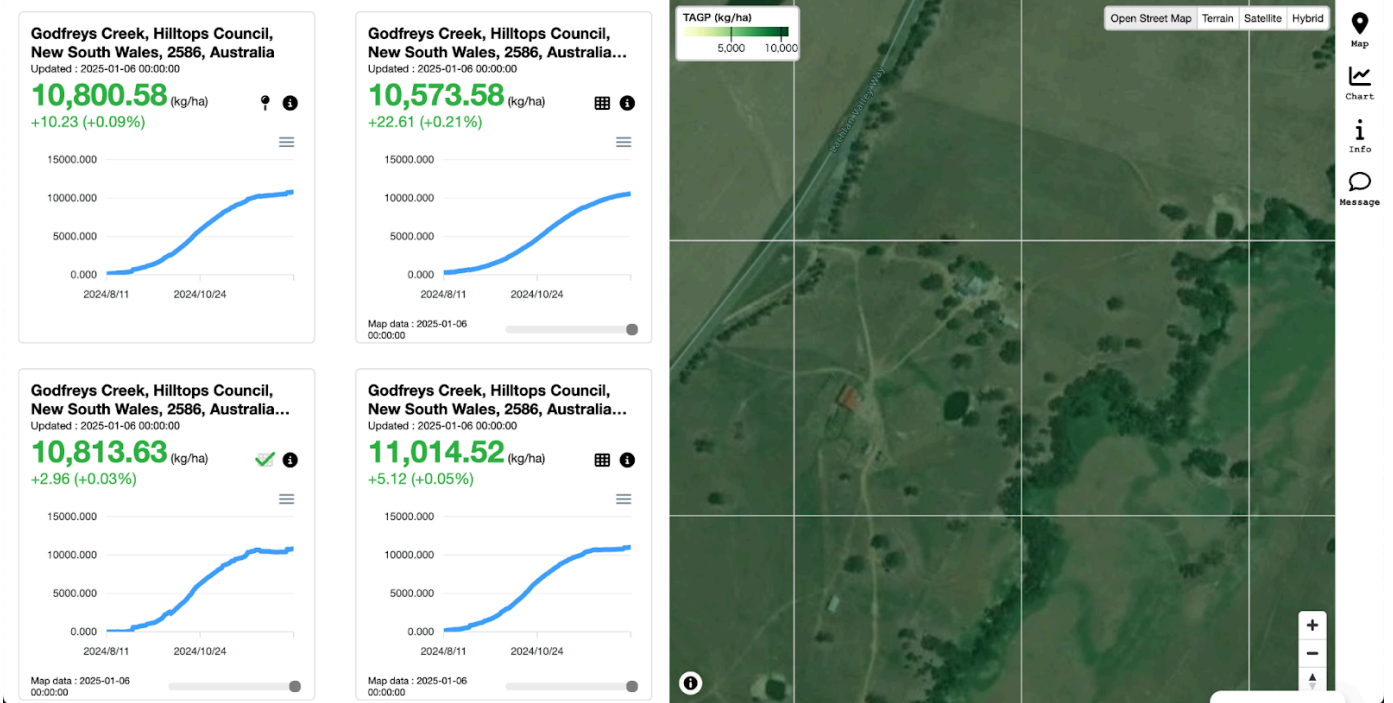 Godfreys Creek, Hilltops Council,
New South Wales, 2586, Australia
Updated : 2025-01-06 00:00:00
10,800.58 (kg/ha)
+10.23 (+0.09%)
15000.000
10000.000
5000.000
0.000
2024/8/11
2024/10/24
Godfreys Creek, Hilltops Council,
New South Wales, 2586, Australia...
Updated : 2025-01-06 00:00:00
10,573.58 (kg/ha)
+22.61 (+0.21%)
15000.000
10000.000
5000.000
0.000
2024/8/11
2024/10/24
Map data : 2025-01-06
00:00:00
Godfreys Creek, Hilltops Council,
New South Wales, 2586, Australia...
Updated : 2025-01-06 00:00:00
10,813.63 (kg/ha)
+2.96 (+0.03%)
15000.000
10000.000
5000.000
0.000
2024/8/11
2024/10/24
Map data : 2025-01-06
00:00:00
Godfreys Creek, Hilltops Council,
New South Wales, 2586, Australia...
Updated : 2025-01-06 00:00:00
11,014.52 (kg/ha)
+5.12 (+0.05%)
15000.000
10000.000
5000.000
0.000
2024/8/11
2024/10/24
Map data : 2025-01-06
00:00:00
TAGP (kg/ha)
5,000 10,000
Open Street Map Terrain Satellite Hybrid
Lachlan Valley Way
Map
Chart
Info
Message